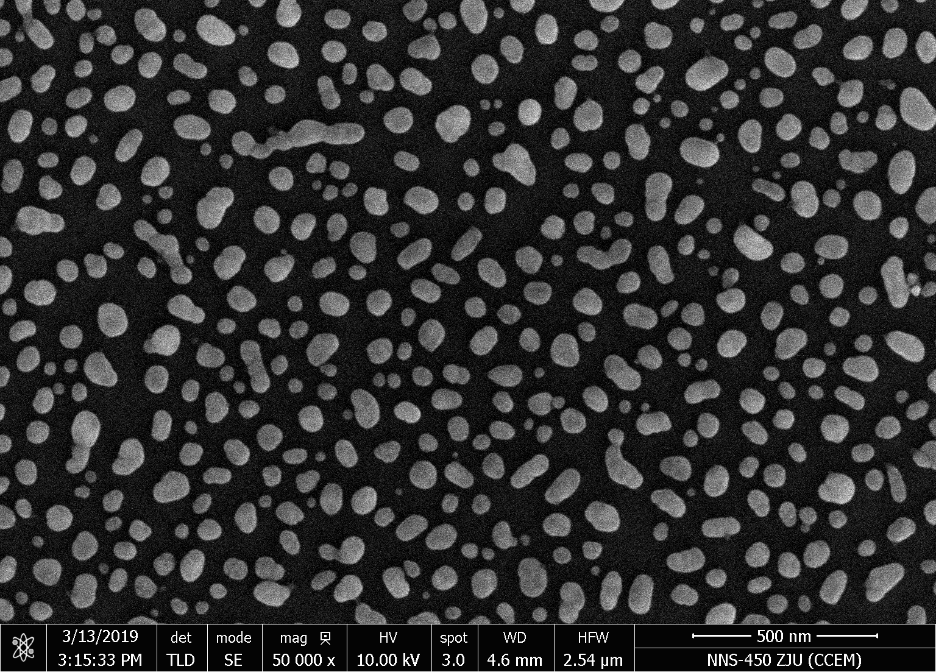 3/13/2019 det mode mag HV spot WD HFW 500 nm
3:15:33 PM TLD SE 50 000 x 10.00 kV 3.0 4.6 mm 2.54 µm NNS-450 ZJU (CCEM)